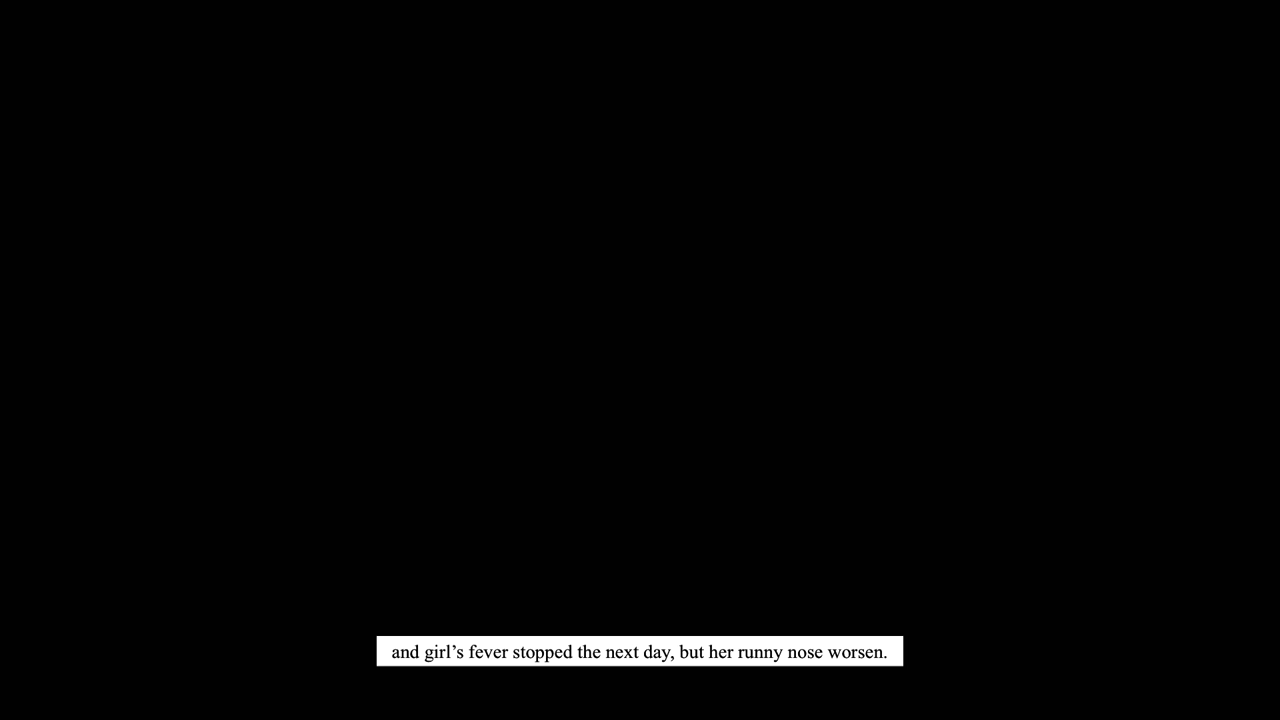 and girl’s fever stopped the next day, but her runny nose worsen.